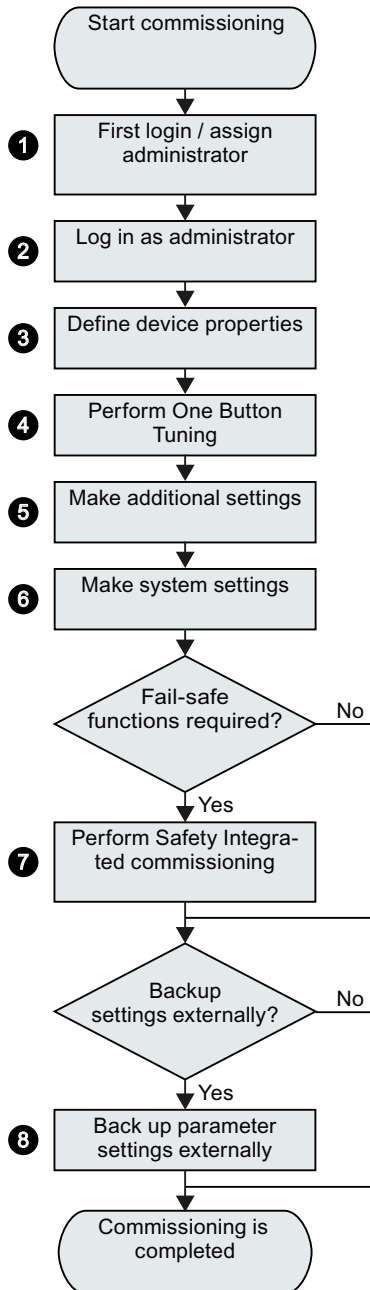 Start commissioning
1
First login / assign
administrator
2
Log in as administrator
3
Define device properties
4
Perform One Button
Tuning
5
Make additional settings
6
Make system settings
Fail-safe
functions required?
No
Yes
7
Perform Safety Integra-
ted commissioning
Backup
settings externally?
No
Yes
8
Back up parameter
settings externally
Commissioning is
completed